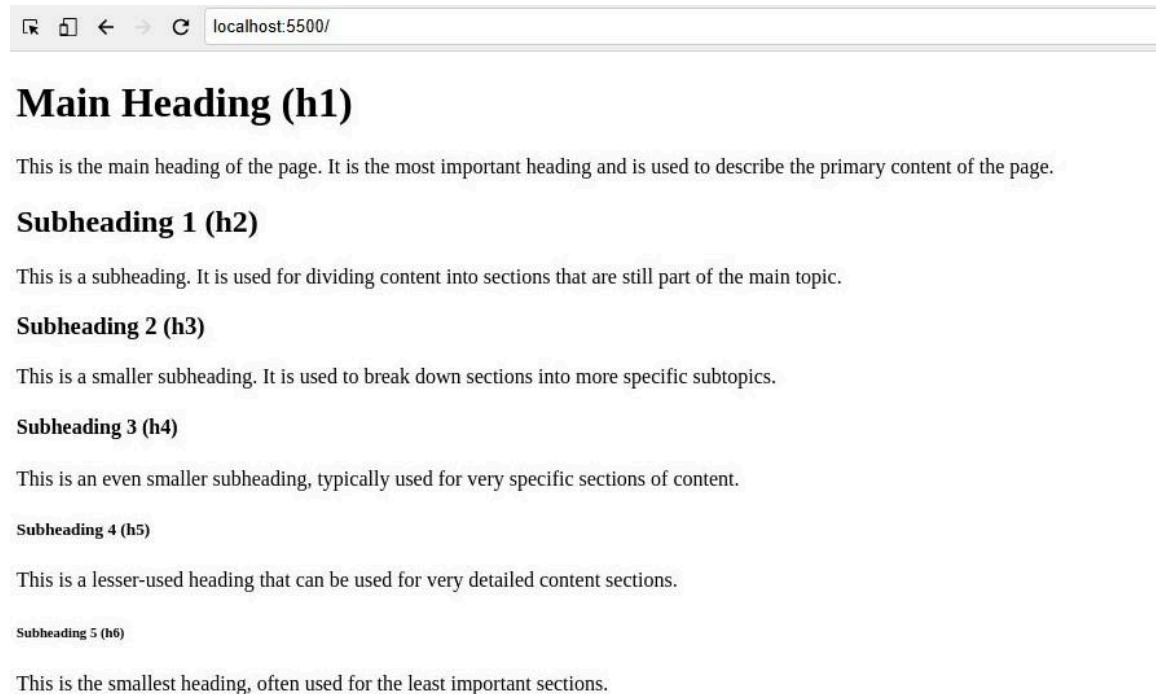 localhost:5500/
Main Heading (h1)
This is the main heading of the page. It is the most important heading and is used to describe the primary content of the page.
Subheading 1 (h2)
This is a subheading. It is used for dividing content into sections that are still part of the main topic.
Subheading 2 (h3)
This is a smaller subheading. It is used to break down sections into more specific subtopics.
Subheading 3 (h4)
This is an even smaller subheading, typically used for very specific sections of content.
Subheading 4 (h5)
This is a lesser-used heading that can be used for very detailed content sections.
Subheading 5 (h6)
This is the smallest heading, often used for the least important sections.